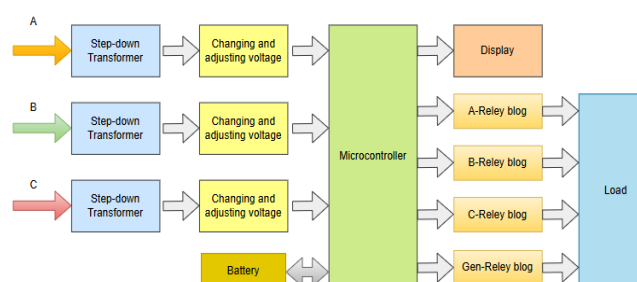 A
Step-down
Transformer
Changing and
adjusting voltage
Display
B
Step-down
Transformer
Changing and
adjusting voltage
Microcontroller
A-Reley blog
B-Reley blog
Load
C
Step-down
Transformer
Changing and
adjusting voltage
C-Reley blog
Battery
Gen-Reley blog